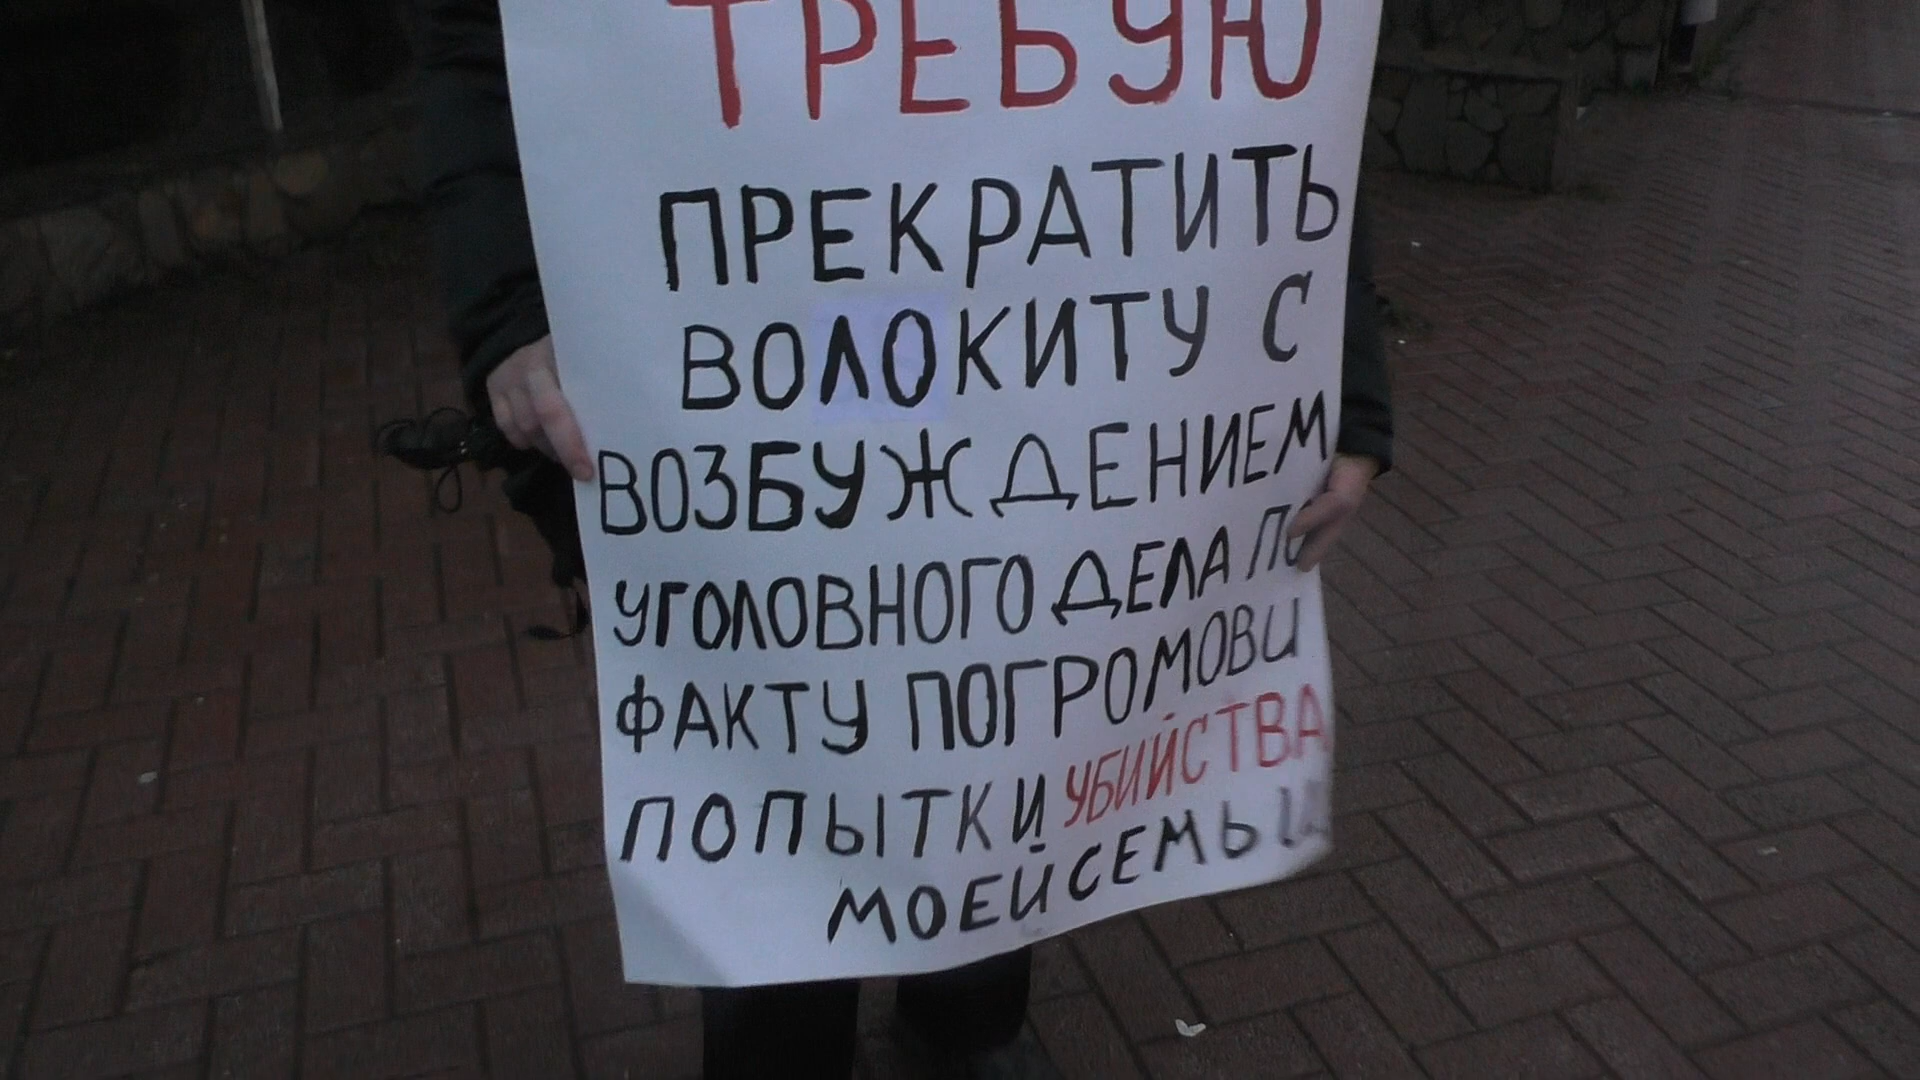 ТРЕБУЮ
ПРЕКРАТИТЬ
ВОЛОКИТУ С
ВОЗБУЖДЕНИЕМ
УГОЛОВНОГО ДЕЛА ПО
ФАКТУ ПОГРОМОВ И
ПОПЫТКИ УБИЙСТВА
МОЕЙ СЕМЬИ